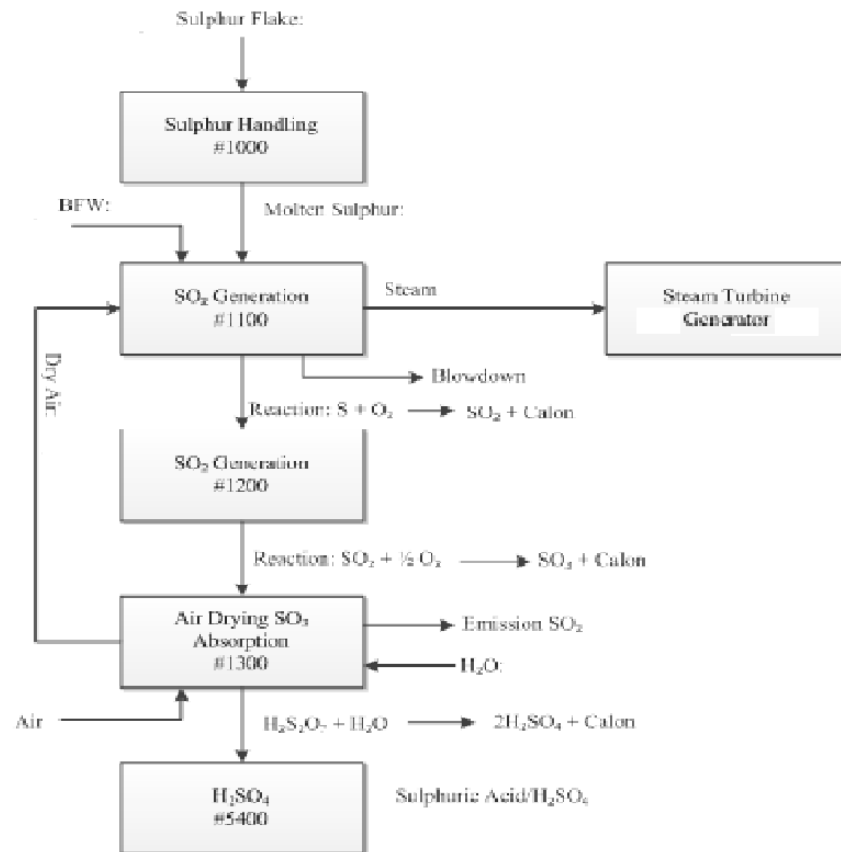 Sulphur Flake:
Sulphur Handling
#1000
BFW:
Molten Sulphur:
SO₂ Generation
#1100
Steam
Steam Turbine
Generator
Dry Air:
Blowdown
Reaction: S + O₂ → SO₂ + Calon
SO₂ Generation
#1200
Reaction: SO₂ + ½ O₂ → SO₃ + Calon
Air Drying SO₃
Absorption
#1300
Emission SO₂
H₂O:
Air
H₂S₂O₇ + H₂O → 2H₂SO₄ + Calon
H₂SO₄
#5400
Sulphuric Acid/H₂SO₄